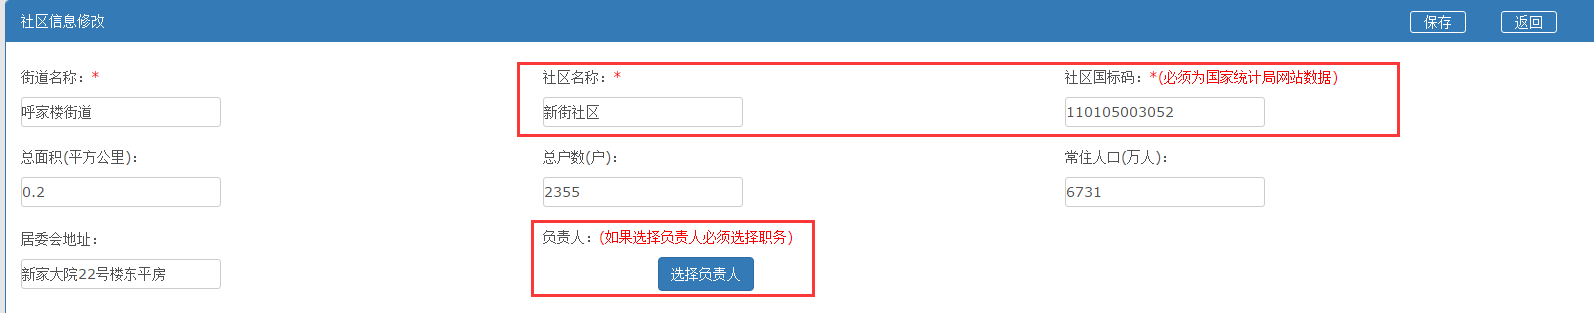 社区信息修改 保存 返回
街道名称：* 社区名称：* 社区国标码：*(必须为国家统计局网站数据)
呼家楼街道 新街社区 110105003052
总面积(平方公里)： 总户数(户)： 常住人口(万人)：
0.2 2355 6731
居委会地址： 负责人：(如果选择负责人必须选择职务)
新家大院22号楼东平房 选择负责人